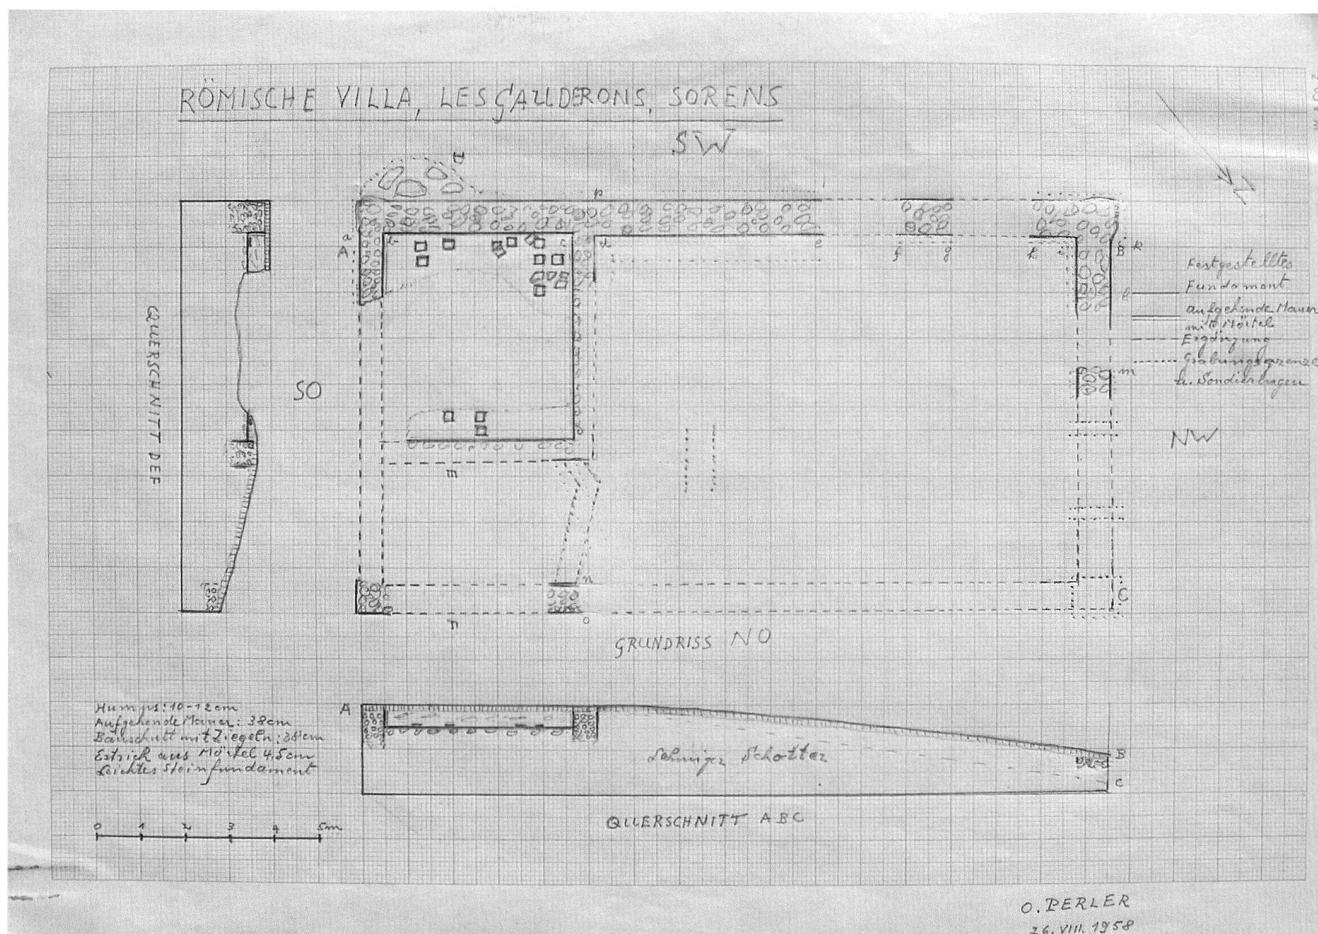 RÖMISCHE VILLA, LES GAUDERONS, SORENS
SW
N
H
p
a
b
c
d
e
f
g
h
i
k
A
B
l
Festgestelltes
Fundament
aufgehende Mauer
mit Mörtel
Ergänzung
Grabungsgrenze
u. Sondierungen
m
NW
QUERSCHNITT DEF
SO
m
n
C
n
o
GRUNDRISS NO
Humus: 10-12cm
Aufgehende Mauer: 38cm
Bauschutt mit Ziegeln: 38cm
Estrich aus Mörtel 4,5cm
Leichtes Steinfundament
A
Lehmiger Schotter
B
C
0 1 2 3 4 5m
QUERSCHNITT ABC
O. PERLER
26. VIII. 1958